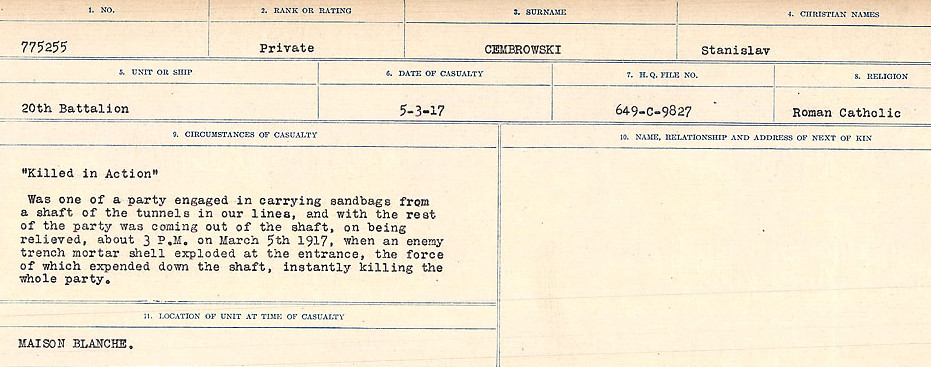 1. NO.
2. RANK OR RATING
3. SURNAME
4. CHRISTIAN NAMES
775255
Private
CEMBROWSKI
Stanislav
5. UNIT OR SHIP
6. DATE OF CASUALTY
7. H.Q. FILE NO.
8. RELIGION
20th Battalion
5-3-17
649-C-9827
Roman Catholic
9. CIRCUMSTANCES OF CASUALTY
"Killed in Action"
Was one of a party engaged in carrying sandbags from
a shaft of the tunnels in our lines, and with the rest
of the party was coming out of the shaft, on being
relieved, about 3 P.M. on March 5th 1917, when an enemy
trench mortar shell exploded at the entrance, the force
of which expended down the shaft, instantly killing the
whole party.
10. NAME, RELATIONSHIP AND ADDRESS OF NEXT OF KIN
11. LOCATION OF UNIT AT TIME OF CASUALTY
MAISON BLANCHE.